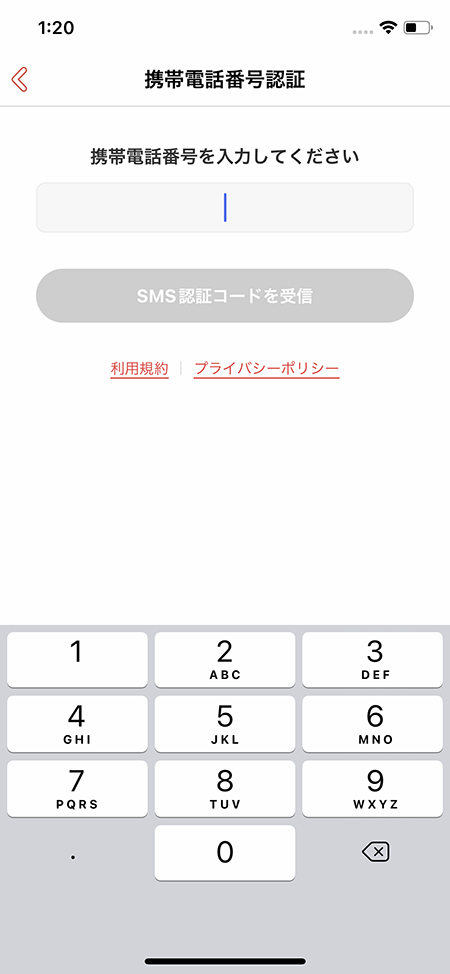 1:20
携帯電話番号認証
携帯電話番号を入力してください
SMS認証コードを受信
利用規約 | プライバシーポリシー
1 2 3
ABC DEF
4 5 6
GHI JKL MNO
7 8 9
PQRS TUV WXYZ
. 0